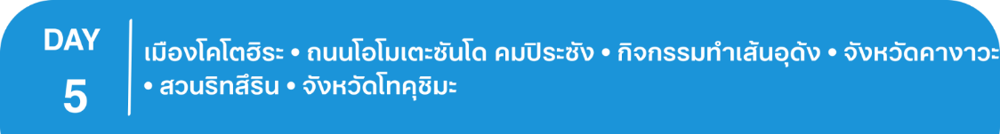 DAY
5
เมืองโคโตฮิระ • ถนนโอโมเตะซันโด คมปิระซัง • กิจกรรมทำเส้นอุด้ง • จังหวัดคางาวะ
• สวนริทสึริน • จังหวัดโทคุชิมะ